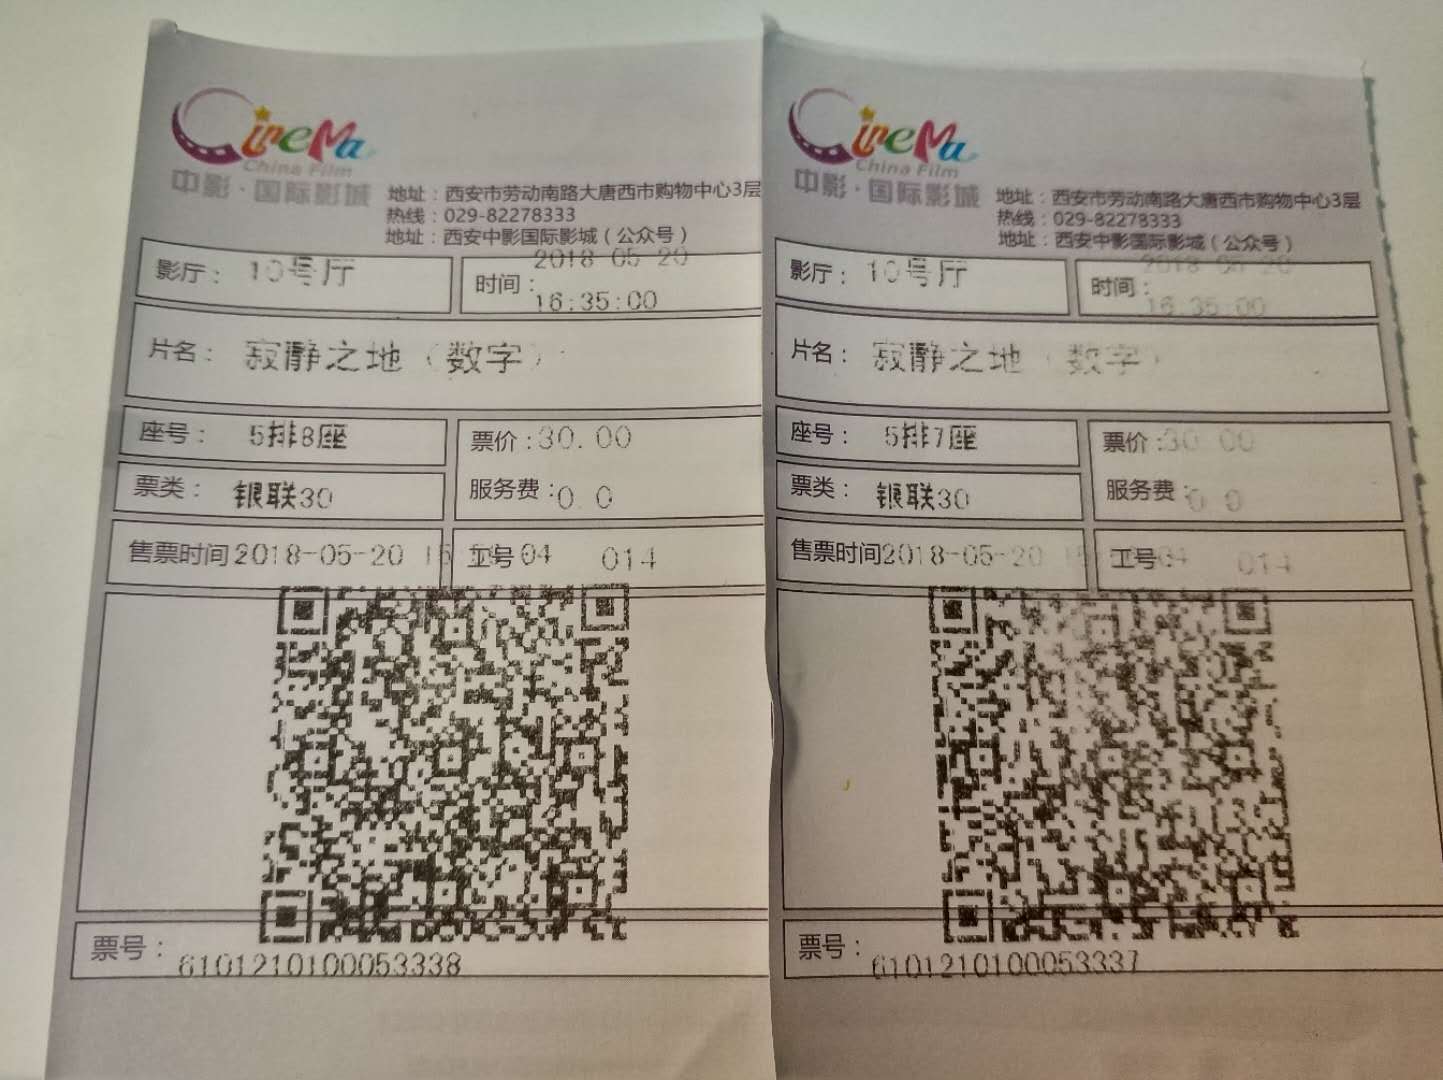 CineMa
China Film
中影·国际影城
地址：西安市劳动南路大唐西市购物中心3层
热线：029-82278333
地址：西安中影国际影城（公众号）
影厅：10号厅
时间：2018-05-20
16:35:00
片名：寂静之地（数字）
座号：5排8座
票价：30.00
票类：银联30
服务费：0.0
售票时间2018-05-20 15
工号04 014
票号：6101210100053338
CineMa
China Film
中影·国际影城
地址：西安市劳动南路大唐西市购物中心3层
热线：029-82278333
地址：西安中影国际影城（公众号）
影厅：10号厅
时间：2018-05-20
16:35:00
片名：寂静之地（数字）
座号：5排7座
票价：30.00
票类：银联30
服务费：0.0
售票时间2018-05-20 15
工号04 014
票号：6101210100053337